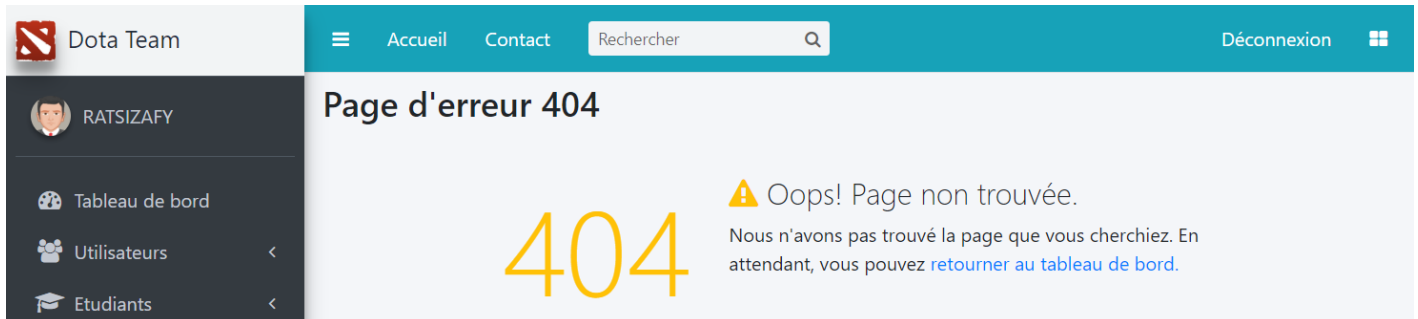 Dota Team
Accueil Contact Rechercher Déconnexion
RATSIZAFY
Tableau de bord
Utilisateurs
Etudiants
Page d'erreur 404
404
Oops! Page non trouvée.
Nous n'avons pas trouvé la page que vous cherchiez. En
attendant, vous pouvez retourner au tableau de bord.